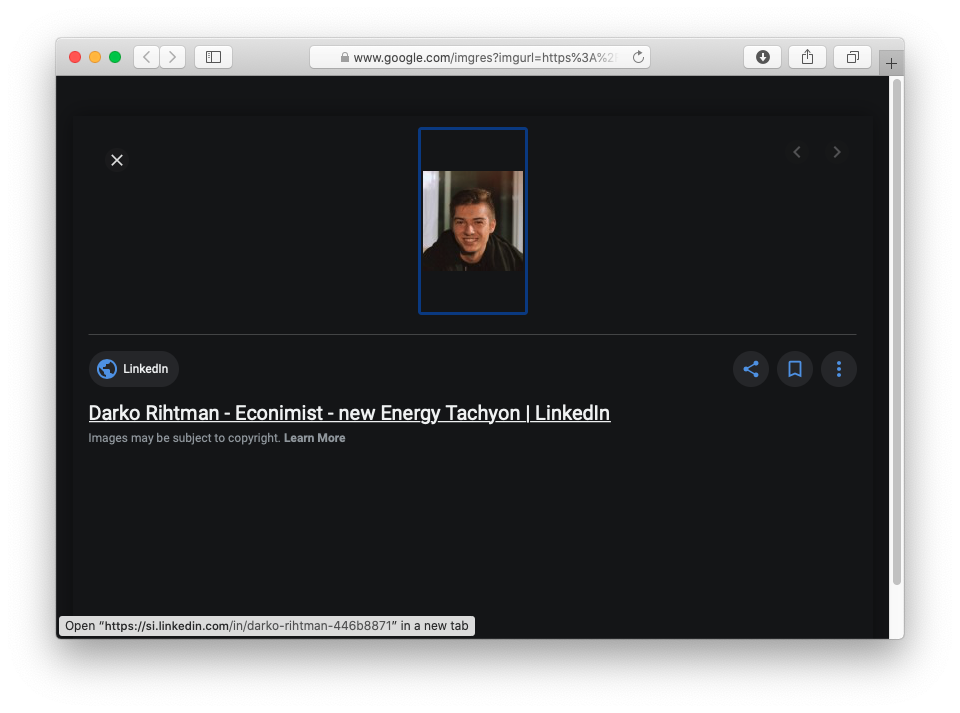 www.google.com/imgres?imgurl=https%3A%2
LinkedIn
Darko Rihtman - Econimist - new Energy Tachyon | LinkedIn
Images may be subject to copyright. Learn More
Open “https://si.linkedin.com/in/darko-rihtman-446b8871” in a new tab